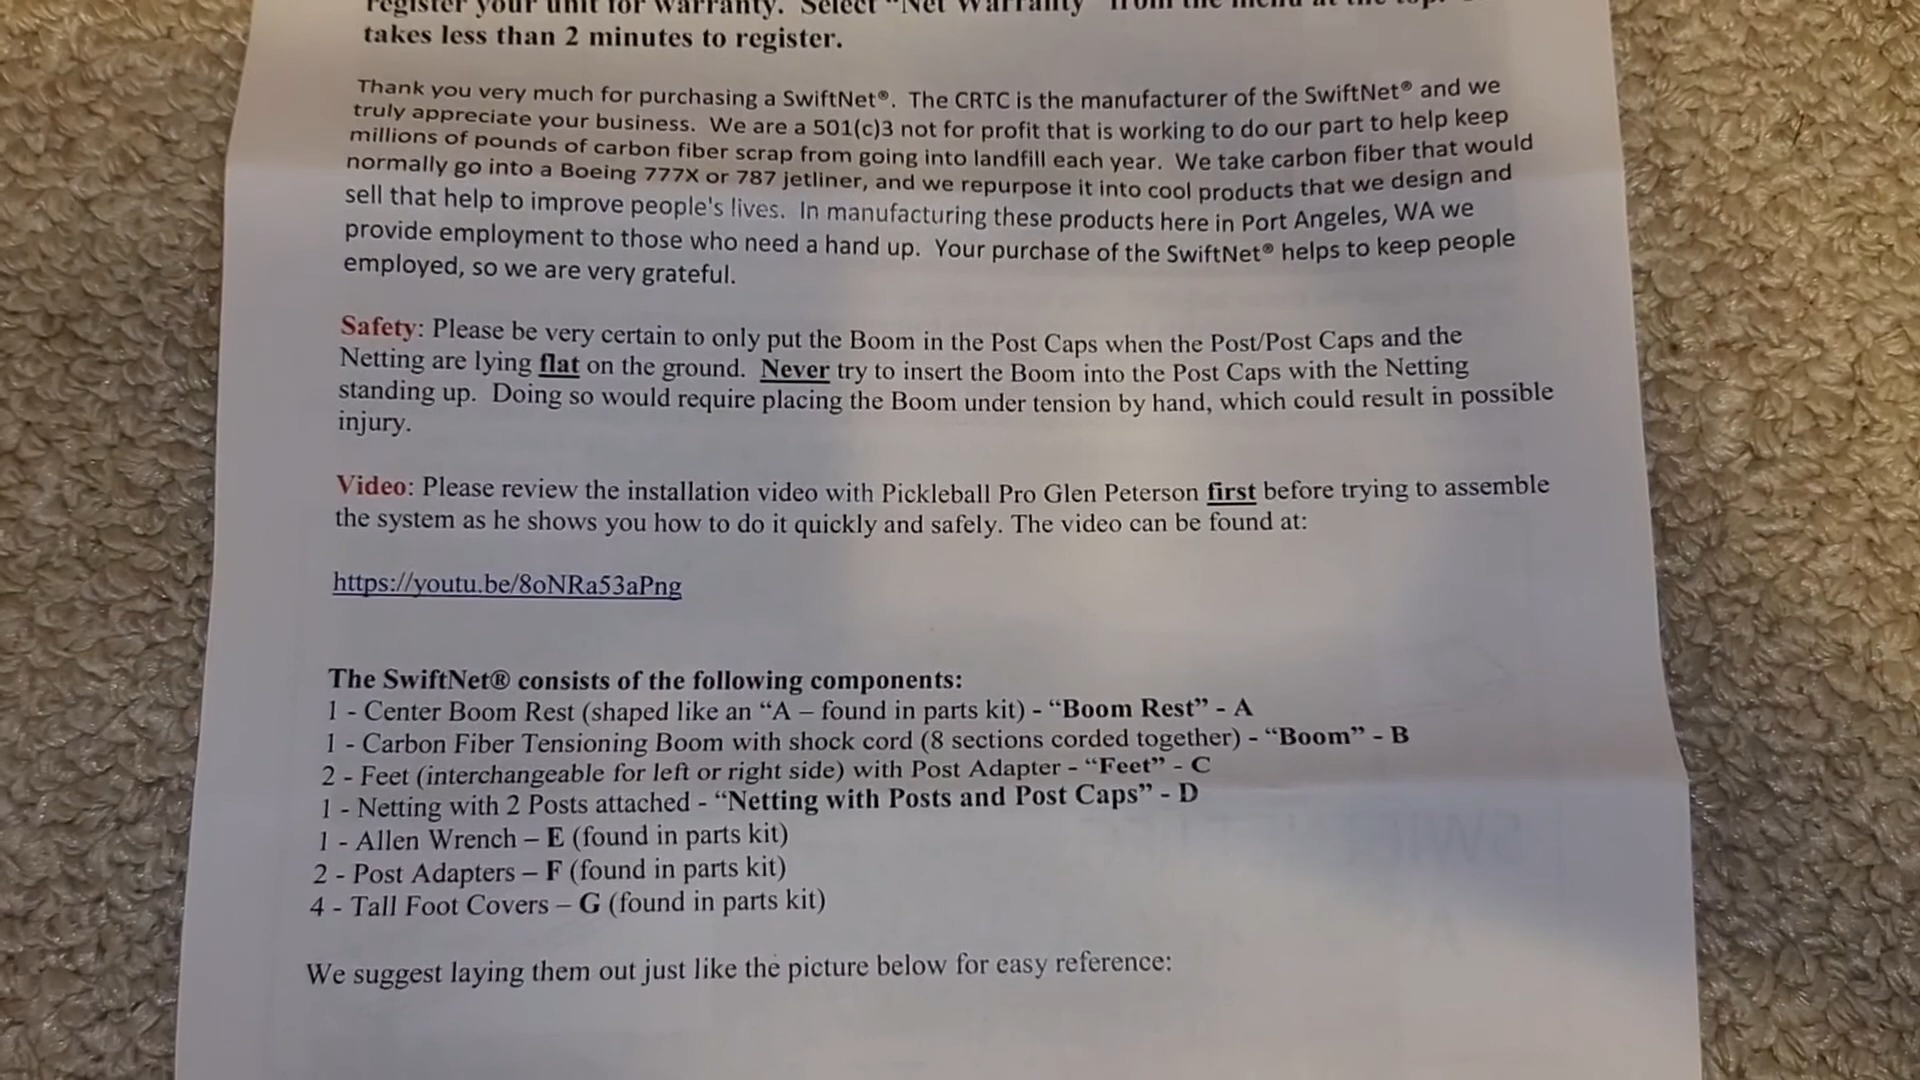 register your unit for warranty. Select "Net Warranty" from the menu at the top.
takes less than 2 minutes to register.
Thank you very much for purchasing a SwiftNet®. The CRTC is the manufacturer of the SwiftNet® and we
truly appreciate your business. We are a 501(c)3 not for profit that is working to do our part to help keep
millions of pounds of carbon fiber scrap from going into landfill each year. We take carbon fiber that would
normally go into a Boeing 777X or 787 jetliner, and we repurpose it into cool products that we design and
sell that help to improve people's lives. In manufacturing these products here in Port Angeles, WA we
provide employment to those who need a hand up. Your purchase of the SwiftNet® helps to keep people
employed, so we are very grateful.
Safety: Please be very certain to only put the Boom in the Post Caps when the Post/Post Caps and the
Netting are lying flat on the ground. Never try to insert the Boom into the Post Caps with the Netting
standing up. Doing so would require placing the Boom under tension by hand, which could result in possible
injury.
Video: Please review the installation video with Pickleball Pro Glen Peterson first before trying to assemble
the system as he shows you how to do it quickly and safely. The video can be found at:
https://youtu.be/8oNRa53aPng
The SwiftNet® consists of the following components:
1 - Center Boom Rest (shaped like an “A – found in parts kit) - “Boom Rest” - A
1 - Carbon Fiber Tensioning Boom with shock cord (8 sections corded together) - “Boom” - B
2 - Feet (interchangeable for left or right side) with Post Adapter - “Feet” - C
1 - Netting with 2 Posts attached - “Netting with Posts and Post Caps” - D
1 - Allen Wrench – E (found in parts kit)
2 - Post Adapters – F (found in parts kit)
4 - Tall Foot Covers – G (found in parts kit)
We suggest laying them out just like the picture below for easy reference: